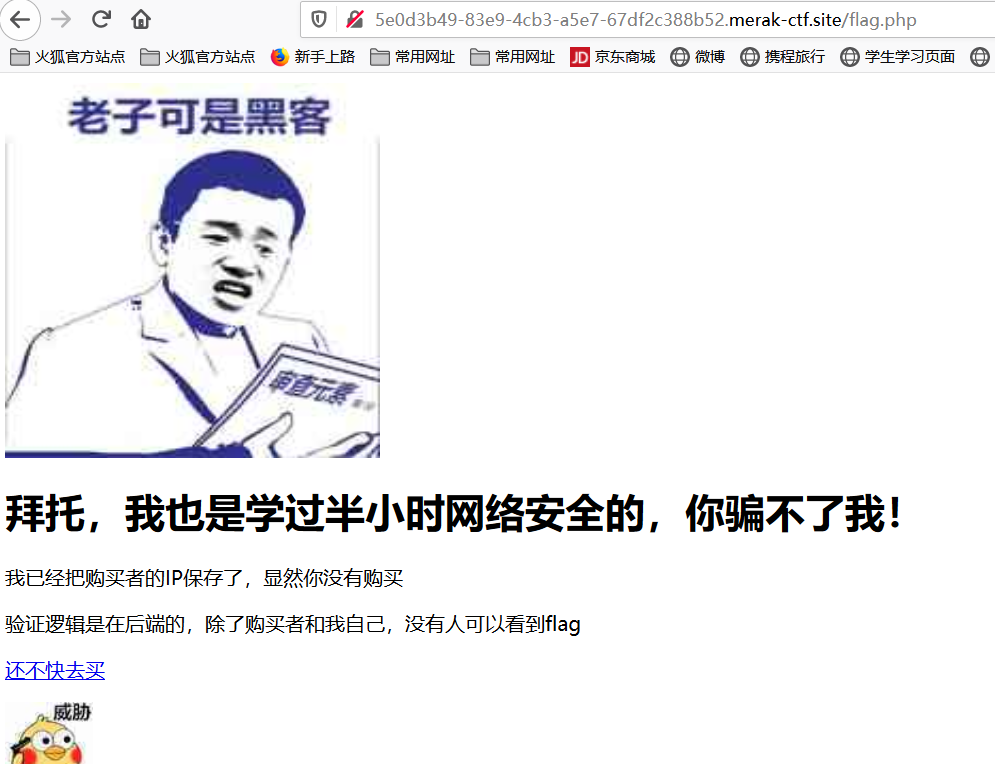 5e0d3b49-83e9-4cb3-a5e7-67df2c388b52.merak-ctf.site/flag.php
火狐官方站点 火狐官方站点 新手上路 常用网址 常用网址 JD 京东商城 微博 携程旅行 学生学习页面
老子可是黑客
审查元素
拜托，我也是学过半小时网络安全的，你骗不了我！
我已经把购买者的IP保存了，显然你没有购买
验证逻辑是在后端的，除了购买者和我自己，没有人可以看到flag
还不快去买
威胁